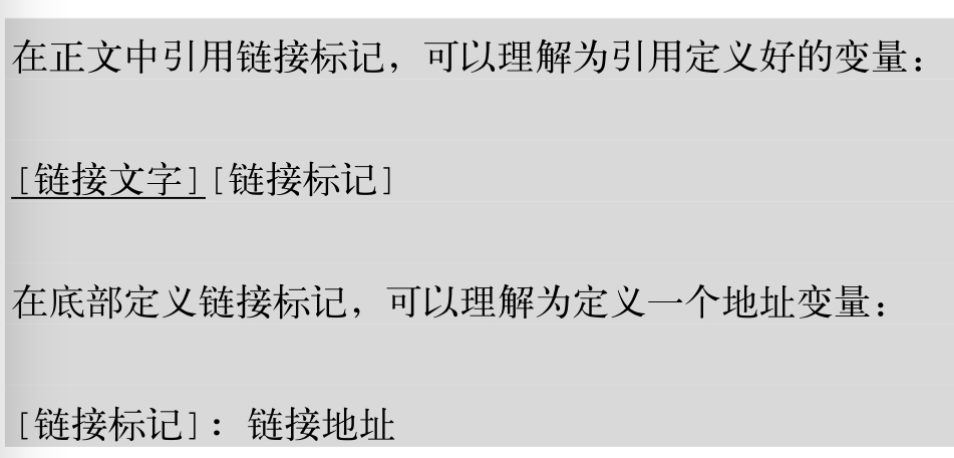 在正文中引用链接标记，可以理解为引用定义好的变量：
[链接文字][链接标记]
在底部定义链接标记，可以理解为定义一个地址变量：
[链接标记]：链接地址